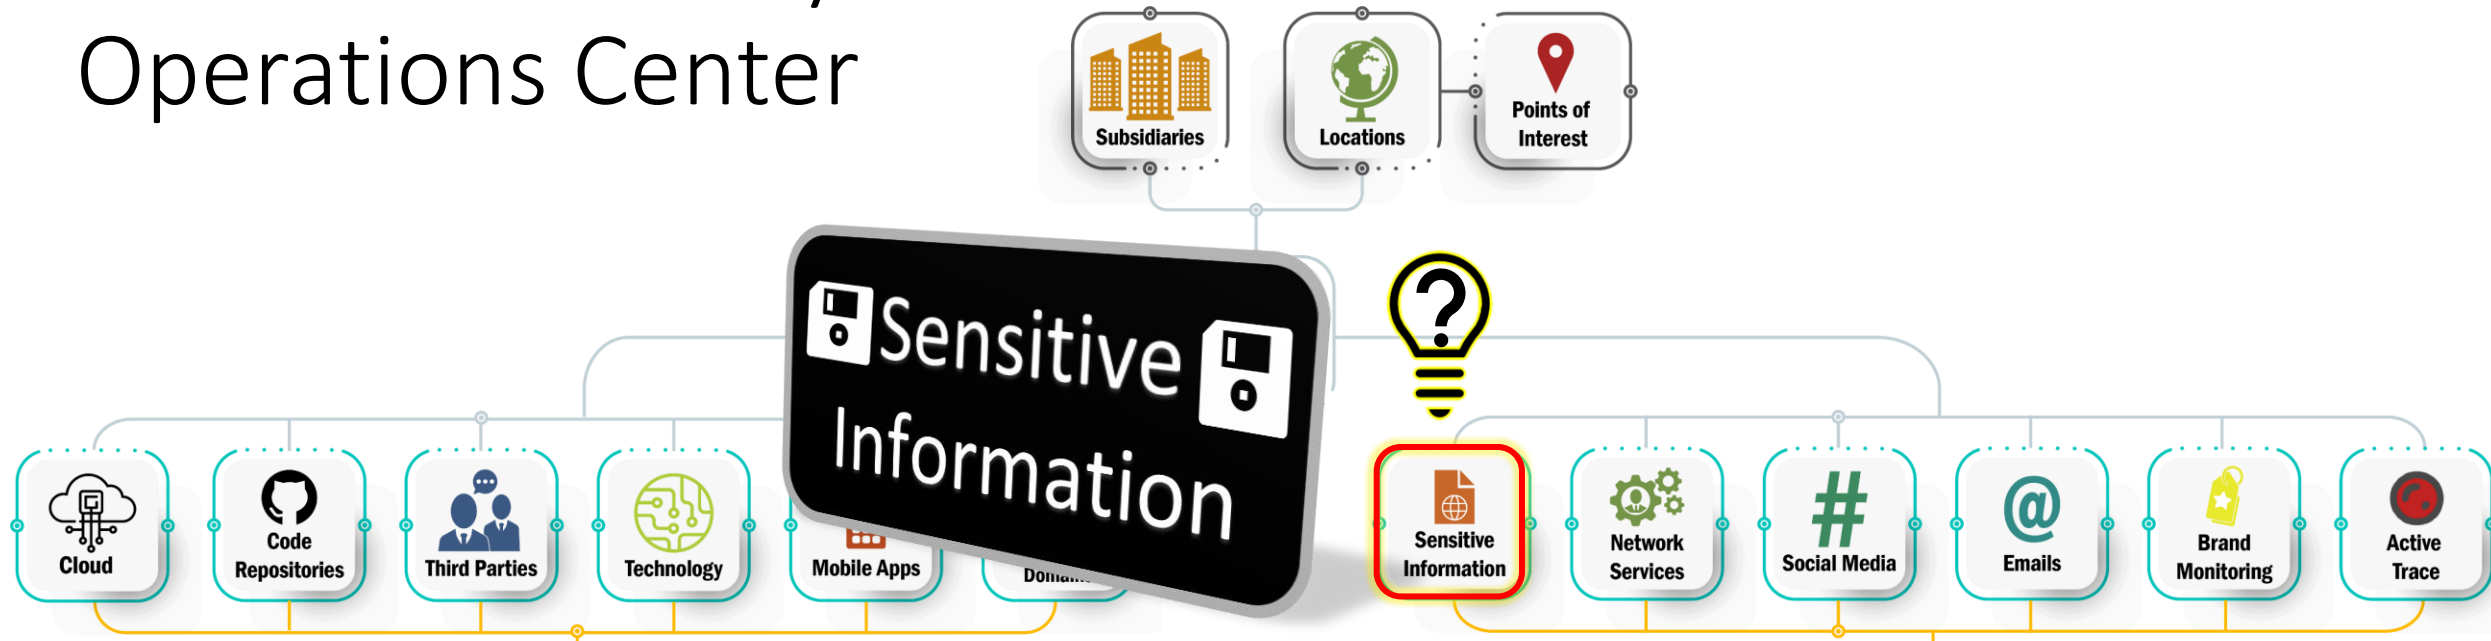 Operations Center
Subsidiaries
Locations
Points of
Interest
?
Sensitive
Information
Cloud
Code
Repositories
Third Parties
Technology
Mobile Apps
Sensitive
Information
Network
Services
#
Social Media
@
Emails
Brand
Monitoring
Active
Trace